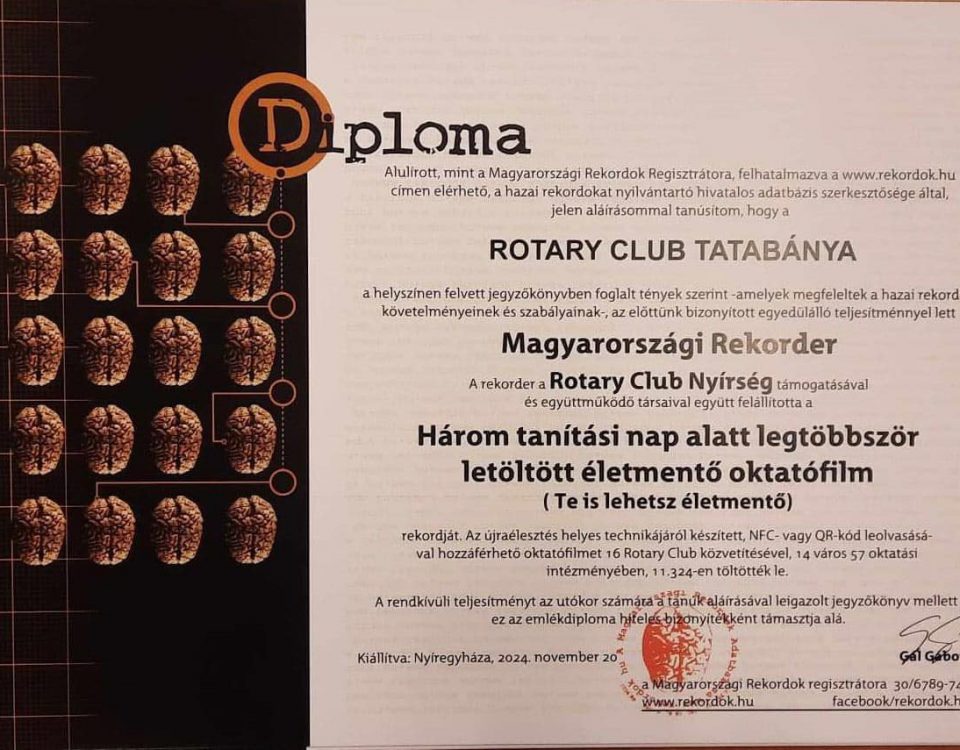 Diploma
Alulírott, mint a Magyarországi Rekordok Regisztrátora, felhatalmazva a www.rekordok.hu
címen elérhető, a hazai rekordokat nyilvántartó hivatalos adatbázis szerkesztősége által,
jelen aláírásommal tanúsítom, hogy a
ROTARY CLUB TATABÁNYA
a helyszínen felvett jegyzőkönyvben foglalt tények szerint -amelyek megfeleltek a hazai rekord
követelményeinek és szabályainak-, az előttünk bizonyított egyedülálló teljesítménnyel lett
Magyarországi Rekorder
A rekorder a Rotary Club Nyírség támogatásával
és együttműködő társaival együtt felállította a
Három tanítási nap alatt legtöbbször
letöltött életmentő oktatófilm
( Te is lehetsz életmentő)
rekordját. Az újraélesztés helyes technikájáról készített, NFC- vagy QR-kód leolvasásá-
val hozzáférhető oktatófilmet 16 Rotary Club közvetítésével, 14 város 57 oktatási
intézményében, 11.324-en töltötték le.
A rendkívüli teljesítményt az utókor számára a tanúk aláírásával leigazolt jegyzőkönyv mellett
ez az emlékdiploma hiteles bizonyítékként támasztja alá.
Kiállítva: Nyíregyháza, 2024. november 20
Gál Gábo
a Magyarországi Rekordok regisztrátora 30/6789-74
www.rekordok.hu facebook/rekordok.h